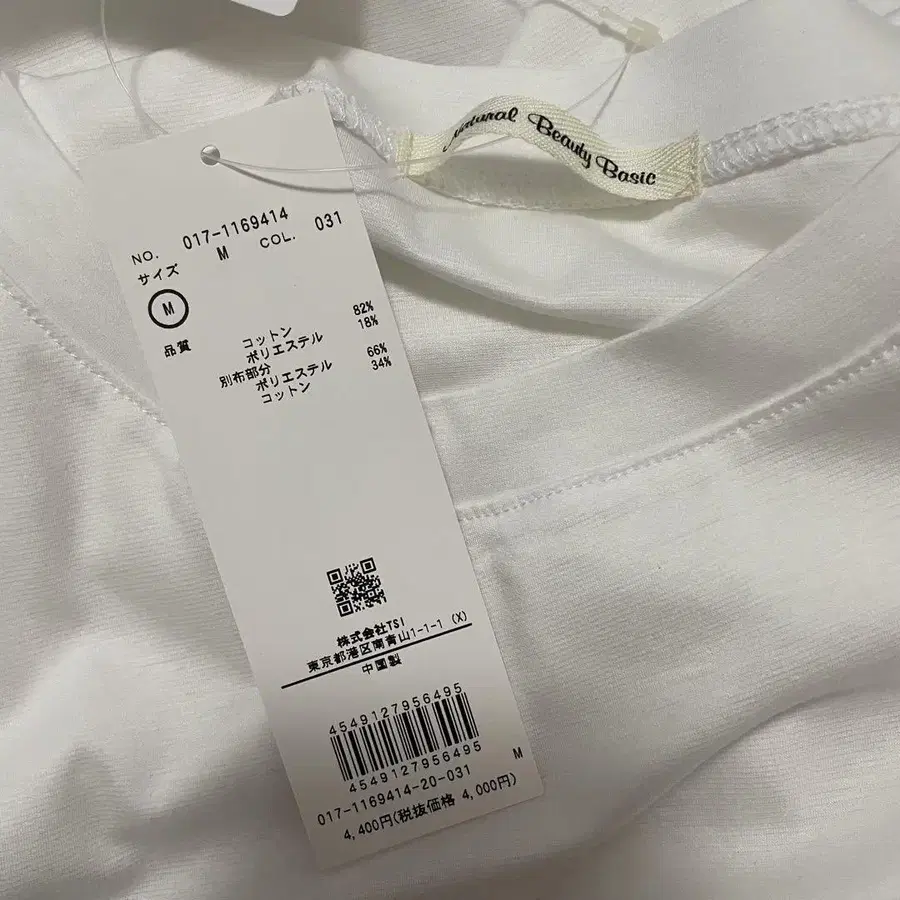 Natural Beauty Basic
NO. 017-1169414
サイズ M COL. 031
M
品質
コットン 82%
ポリエステル 18%
別布部分
ポリエステル 66%
コットン 34%
株式会社TSI
東京都港区南青山1-1-1 (X)
中国製
4549127956495
4549127956495
017-1169414-20-031 M
4,400円(税抜価格 4,000円)